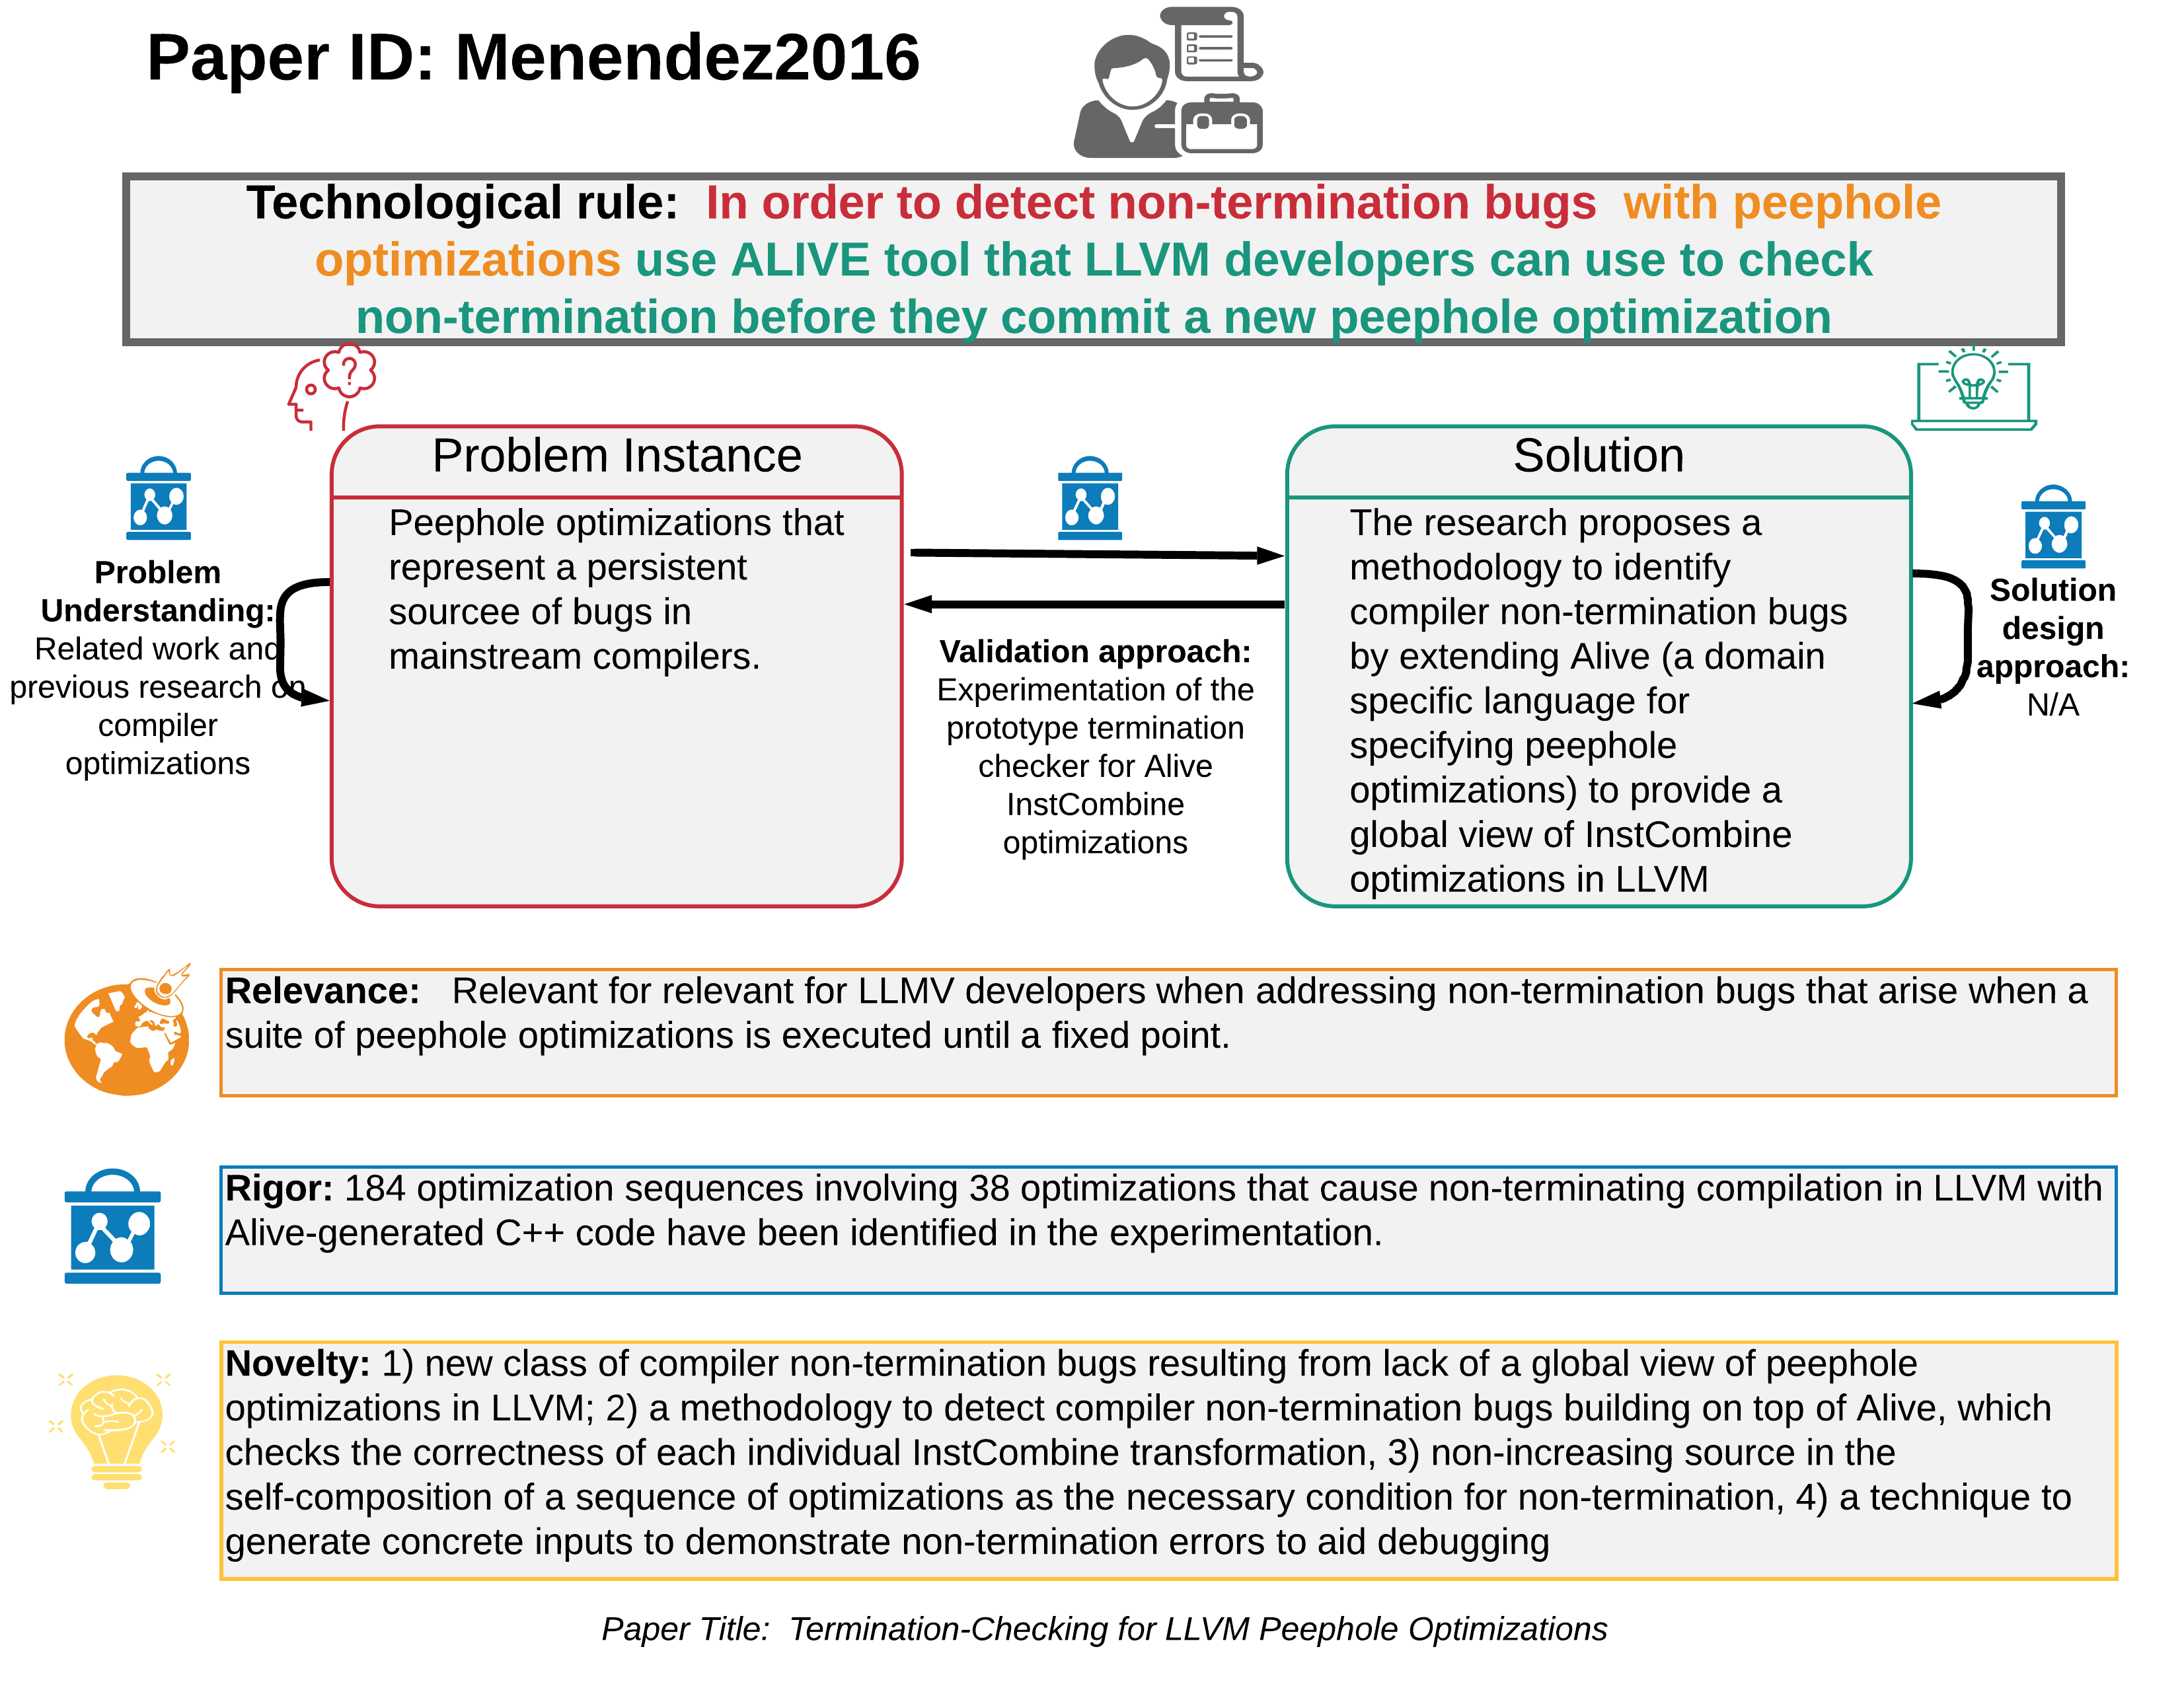 Paper ID: Menendez2016
Technological rule: In order to detect non-termination bugs with peephole
optimizations use ALIVE tool that LLVM developers can use to check
non-termination before they commit a new peephole optimization
Problem
Understanding:
Related work and
previous research on
compiler
optimizations
Problem Instance
Peephole optimizations that
represent a persistent
sourcee of bugs in
mainstream compilers.
Validation approach:
Experimentation of the
prototype termination
checker for Alive
InstCombine
optimizations
Solution
The research proposes a
methodology to identify
compiler non-termination bugs
by extending Alive (a domain
specific language for
specifying peephole
optimizations) to provide a
global view of InstCombine
optimizations in LLVM
Solution
design
approach:
N/A
Relevance: Relevant for relevant for LLMV developers when addressing non-termination bugs that arise when a
suite of peephole optimizations is executed until a fixed point.
Rigor: 184 optimization sequences involving 38 optimizations that cause non-terminating compilation in LLVM with
Alive-generated C++ code have been identified in the experimentation.
Novelty: 1) new class of compiler non-termination bugs resulting from lack of a global view of peephole
optimizations in LLVM; 2) a methodology to detect compiler non-termination bugs building on top of Alive, which
checks the correctness of each individual InstCombine transformation, 3) non-increasing source in the
self-composition of a sequence of optimizations as the necessary condition for non-termination, 4) a technique to
generate concrete inputs to demonstrate non-termination errors to aid debugging
Paper Title: Termination-Checking for LLVM Peephole Optimizations